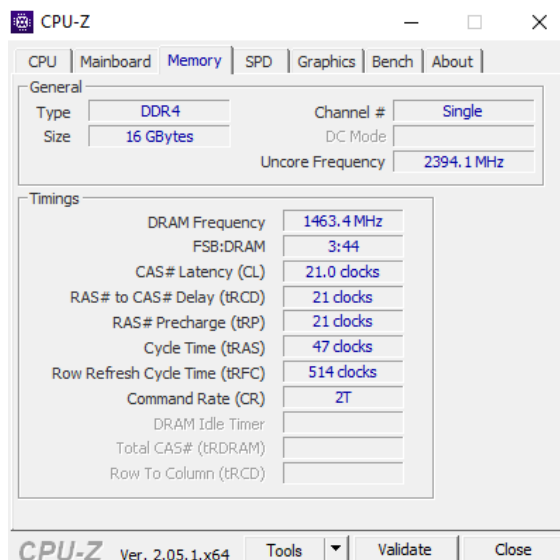 CPU-Z
CPU Mainboard Memory SPD Graphics Bench About
General
Type DDR4 Channel # Single
Size 16 GBytes DC Mode
Uncore Frequency 2394.1 MHz
Timings
DRAM Frequency 1463.4 MHz
FSB:DRAM 3:44
CAS# Latency (CL) 21.0 clocks
RAS# to CAS# Delay (tRCD) 21 clocks
RAS# Precharge (tRP) 21 clocks
Cycle Time (tRAS) 47 clocks
Row Refresh Cycle Time (tRFC) 514 clocks
Command Rate (CR) 2T
DRAM Idle Timer
Total CAS# (tRDRAM)
Row To Column (tRCD)
CPU-Z Ver. 2.05.1.x64 Tools Validate Close